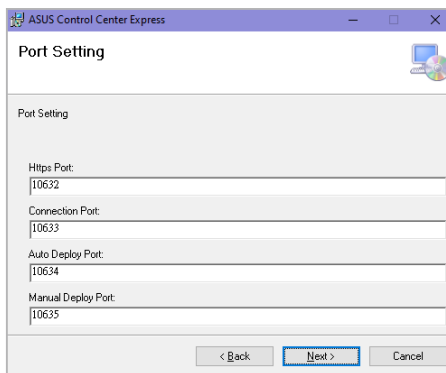 ASUS Control Center Express
Port Setting
Port Setting
Https Port:
10632
Connection Port:
10633
Auto Deploy Port:
10634
Manual Deploy Port:
10635
< Back Next > Cancel